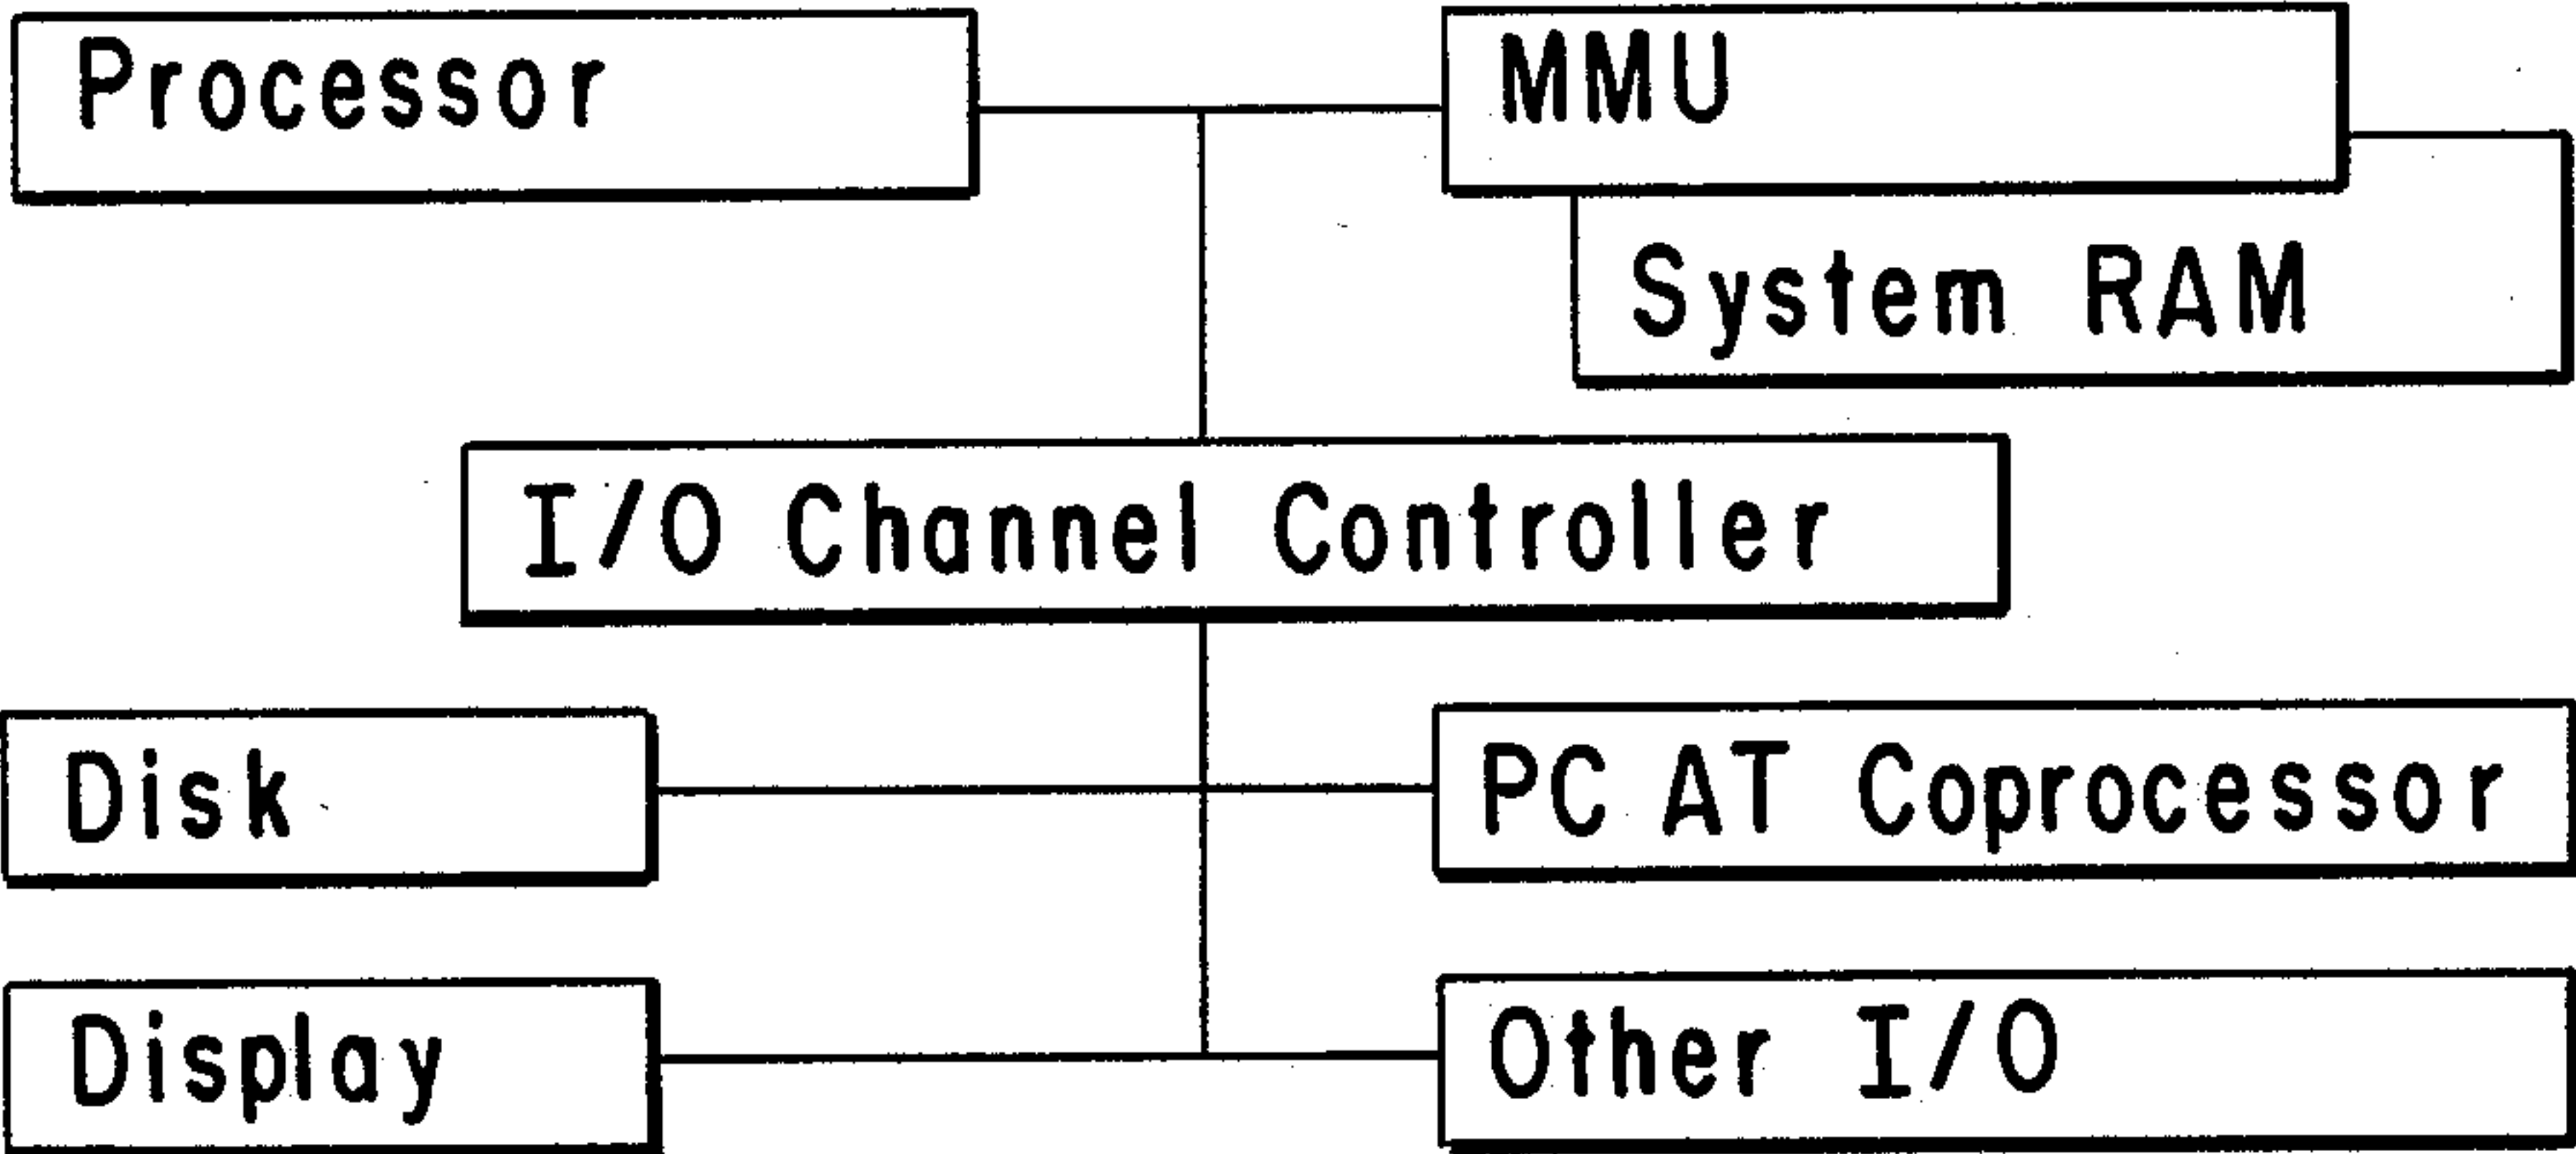 Processor
MMU
System RAM
I/O Channel Controller
Disk
PC AT Coprocessor
Display
Other I/O